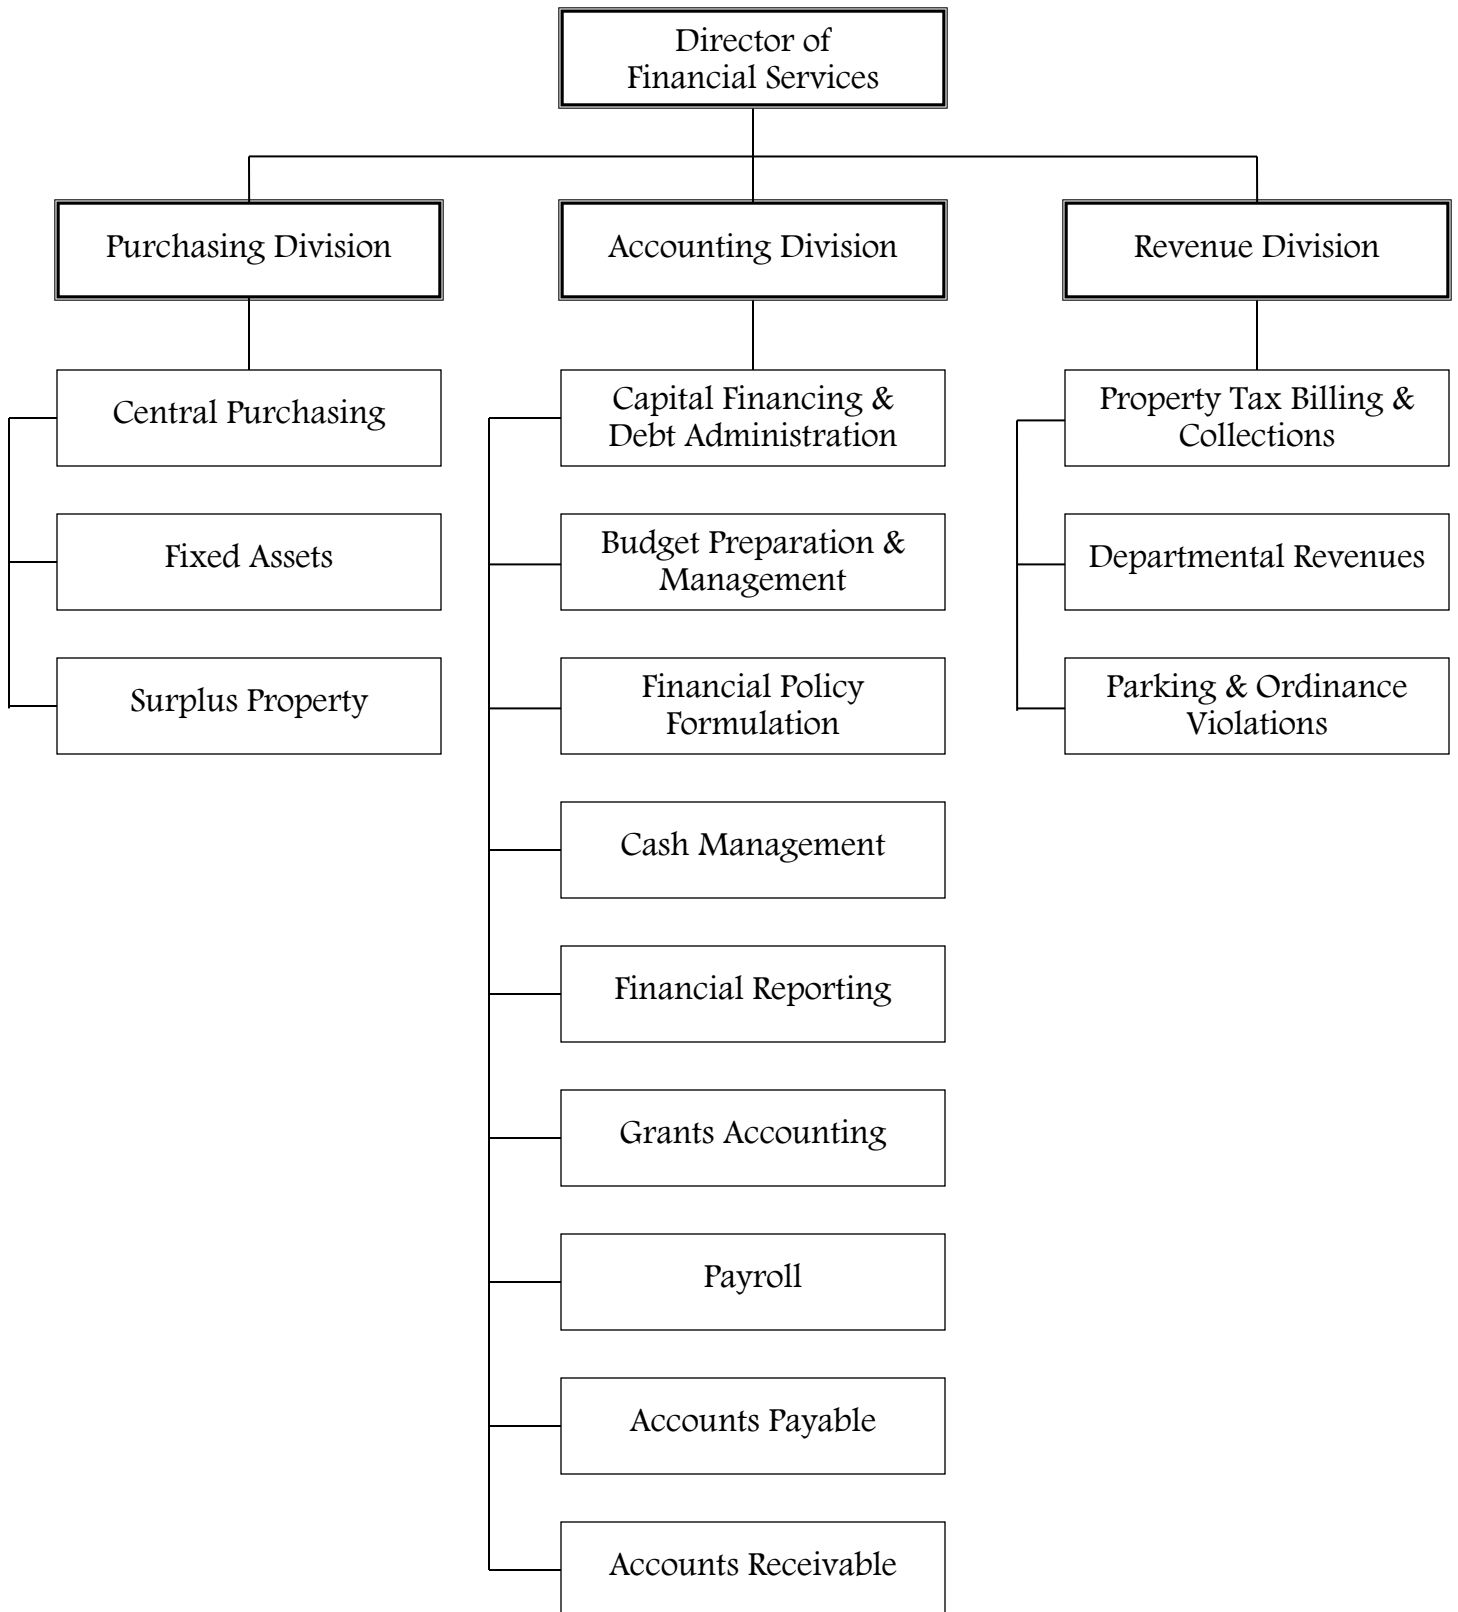 Director of
Financial Services
Purchasing Division
Accounting Division
Revenue Division
Central Purchasing
Capital Financing &
Debt Administration
Property Tax Billing &
Collections
Fixed Assets
Budget Preparation &
Management
Departmental Revenues
Surplus Property
Financial Policy
Formulation
Parking & Ordinance
Violations
Cash Management
Financial Reporting
Grants Accounting
Payroll
Accounts Payable
Accounts Receivable